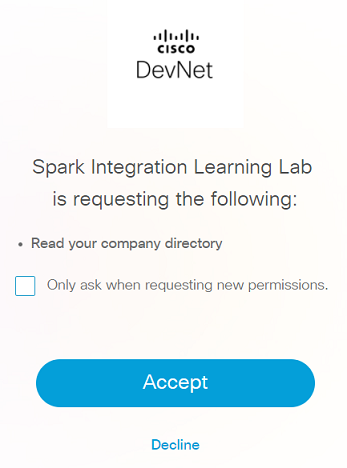 CISCO
DevNet
Spark Integration Learning Lab
is requesting the following:
• Read your company directory
Only ask when requesting new permissions.
Accept
Decline